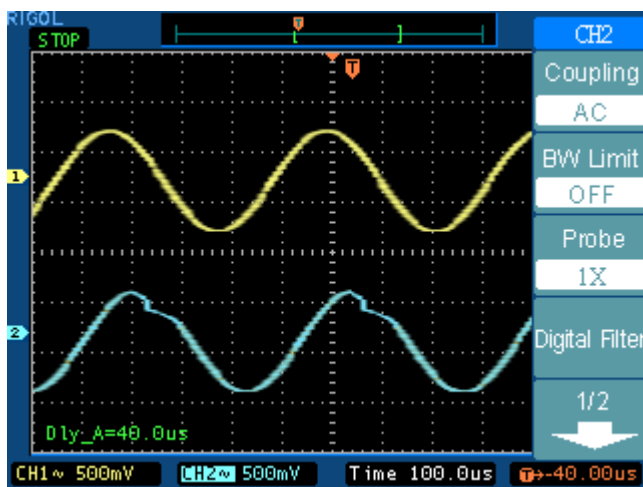 RIGOL
STOP
T
T
CH2
Coupling
AC
BW Limit
OFF
Probe
1X
Digital Filter
1/2
1
2
Dly_A=40.0us
CH1~ 500mV CH2~ 500mV Time 100.0us T→-40.00us